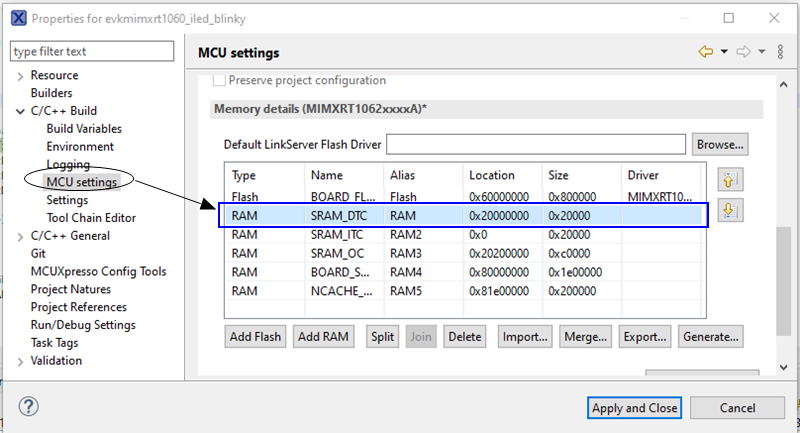 Properties for evkmimxrt1060_iled_blinky
type filter text
Resource
Builders
C/C++ Build
Build Variables
Environment
Logging
MCU settings
Settings
Tool Chain Editor
C/C++ General
Git
MCUXpresso Config Tools
Project Natures
Project References
Run/Debug Settings
Task Tags
Validation
MCU settings
Preserve project configuration
Memory details (MIMXRT1062xxxxA)*
Default LinkServer Flash Driver Browse...
Type Name Alias Location Size Driver
Flash BOARD_FL... Flash 0x60000000 0x800000 MIMXRT10...
RAM SRAM_DTC RAM 0x20000000 0x20000
RAM SRAM_ITC RAM2 0x0 0x20000
RAM SRAM_OC RAM3 0x20200000 0xc0000
RAM BOARD_S... RAM4 0x80000000 0x1e00000
RAM NCACHE_... RAM5 0x81e00000 0x200000
Add Flash Add RAM Split Join Delete Import... Merge... Export... Generate...
? Apply and Close Cancel